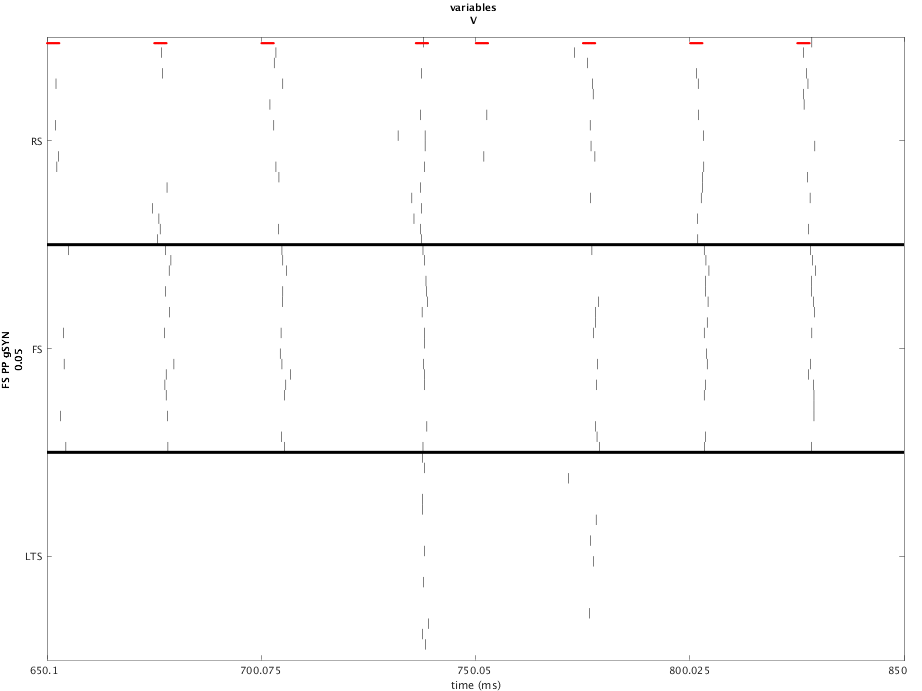 variables
V
RS
FS
LTS
FS PP gSYN
0.05
650.1
700.075
750.05
800.025
850
time (ms)